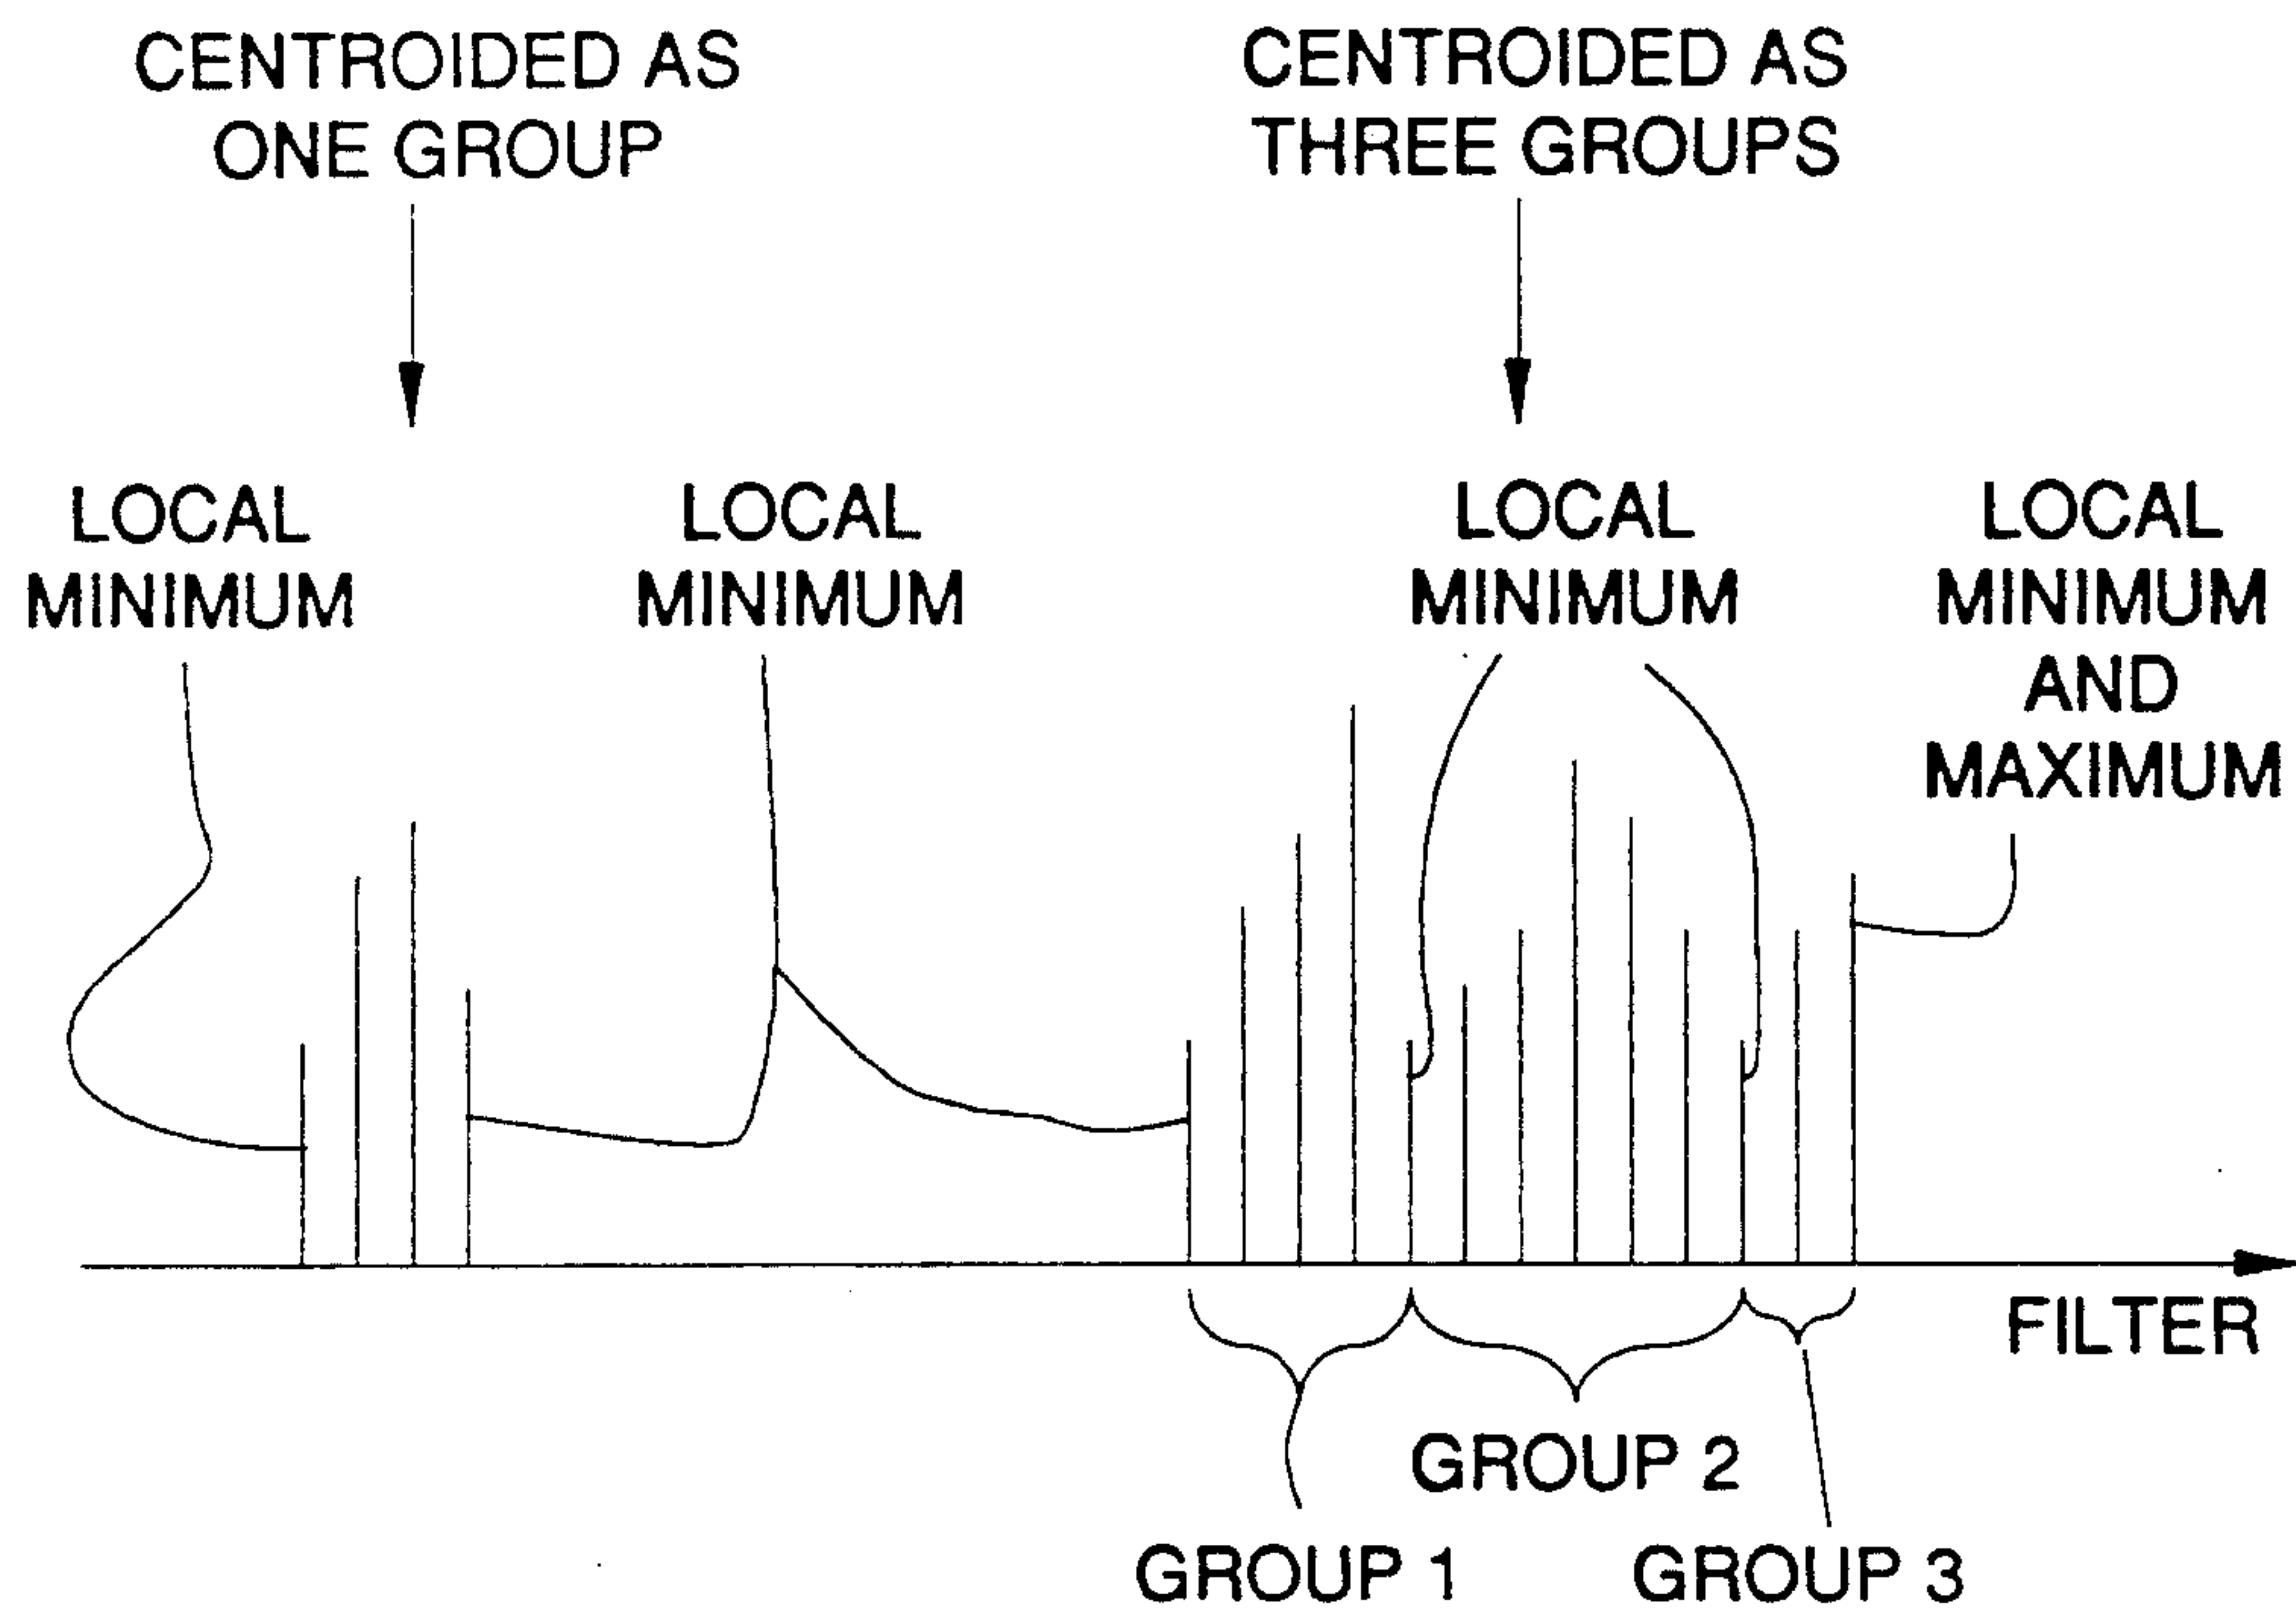 CENTROIDED AS
ONE GROUP
CENTROIDED AS
THREE GROUPS
LOCAL
MINIMUM
LOCAL
MINIMUM
LOCAL
MINIMUM
LOCAL
MINIMUM
AND
MAXIMUM
FILTER
GROUP 2
GROUP 1
GROUP 3